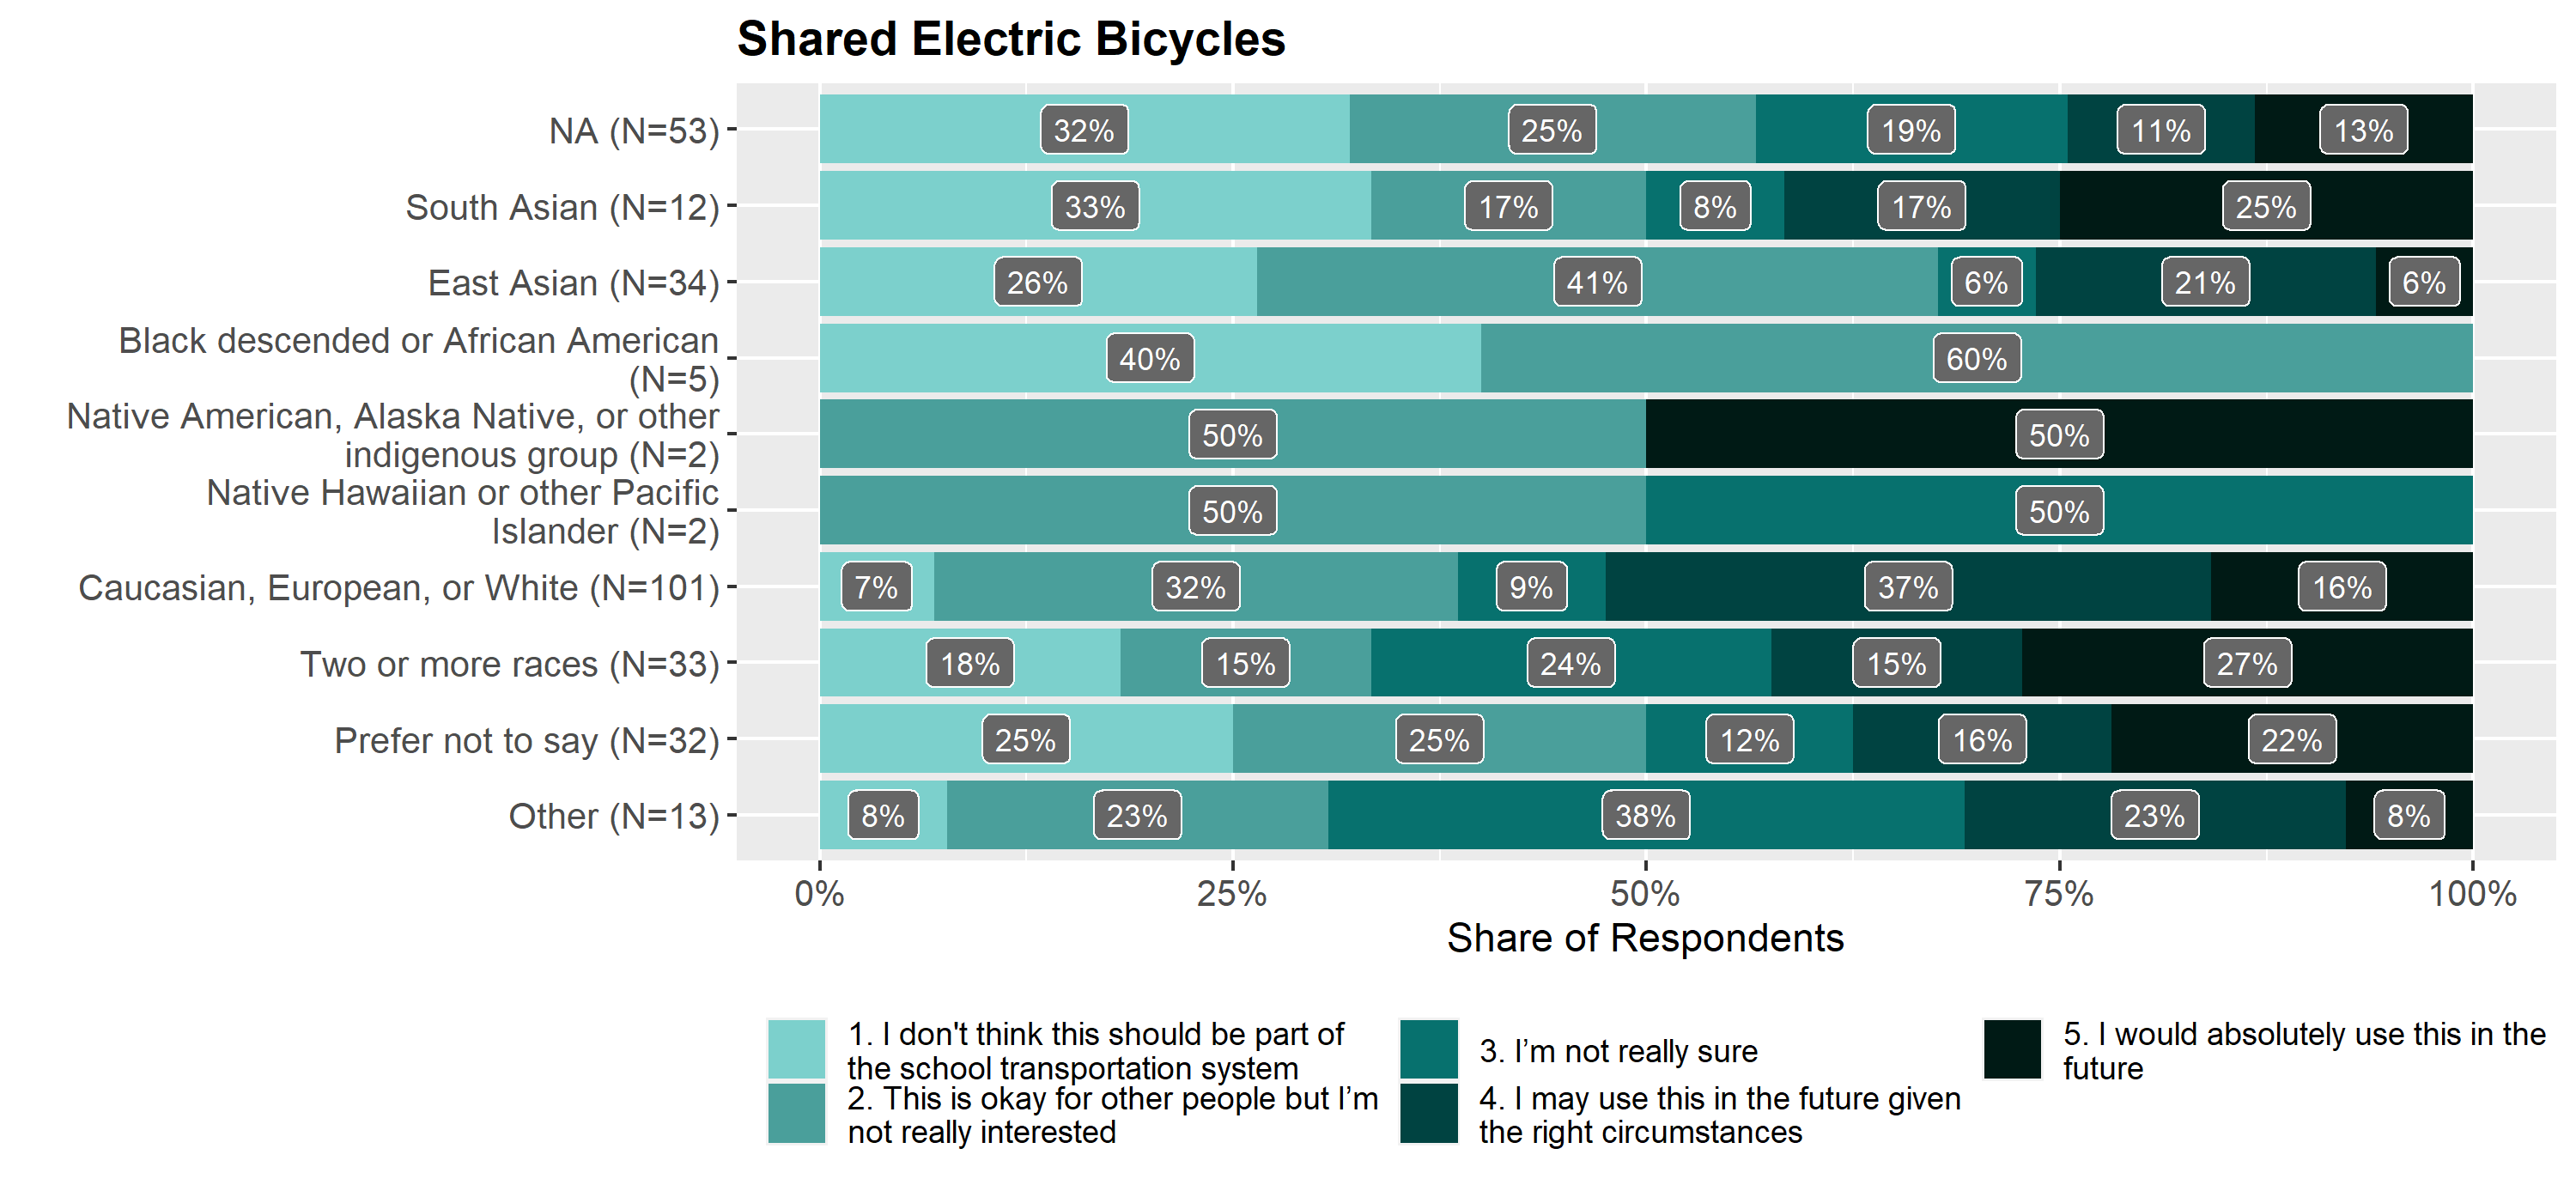 Shared Electric Bicycles
NA (N=53)
32% 25% 19% 11% 13%
South Asian (N=12)
33% 17% 8% 17% 25%
East Asian (N=34)
26% 41% 6% 21% 6%
Black descended or African American
(N=5)
40% 60%
Native American, Alaska Native, or other
indigenous group (N=2)
50% 50%
Native Hawaiian or other Pacific
Islander (N=2)
50% 50%
Caucasian, European, or White (N=101)
7% 32% 9% 37% 16%
Two or more races (N=33)
18% 15% 24% 15% 27%
Prefer not to say (N=32)
25% 25% 12% 16% 22%
Other (N=13)
8% 23% 38% 23% 8%
0% 25% 50% 75% 100%
Share of Respondents
1. I don't think this should be part of
the school transportation system
2. This is okay for other people but I’m
not really interested
3. I’m not really sure
4. I may use this in the future given
the right circumstances
5. I would absolutely use this in the
future